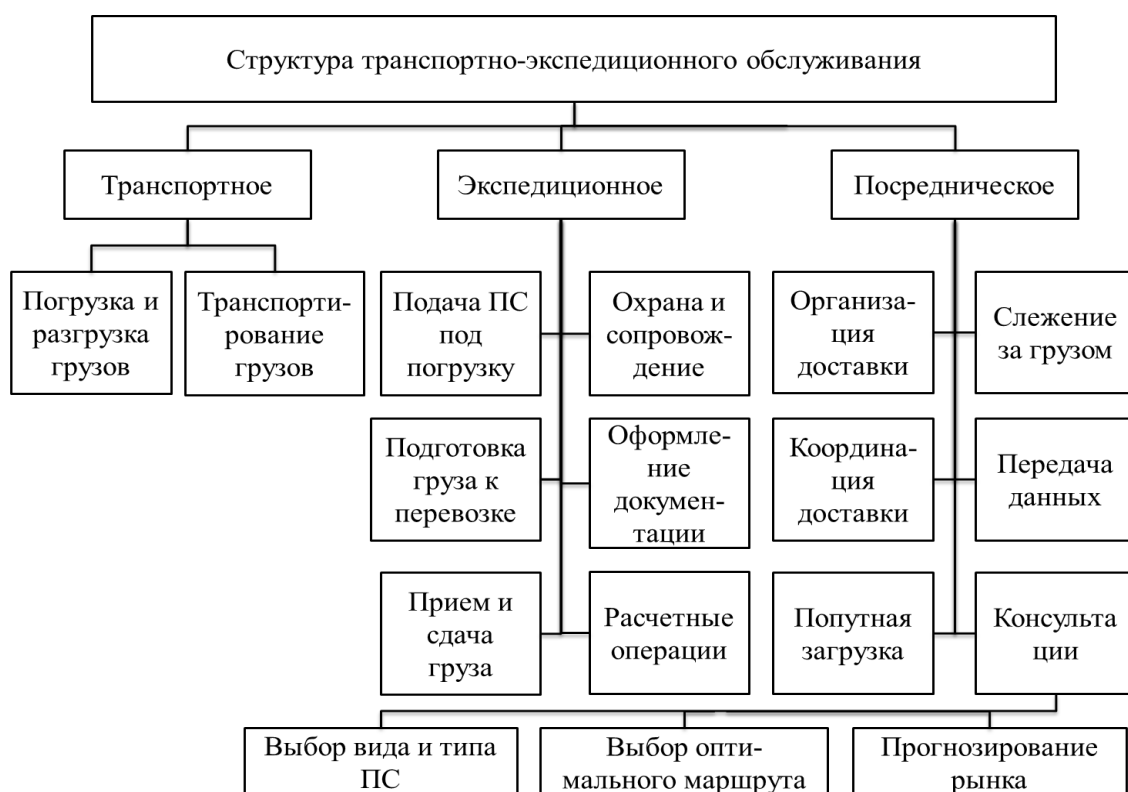 Структура транспортно-экспедиционного обслуживания
Транспортное
Экспедиционное
Посредническое
Погрузка и
разгрузка
грузов
Транспорти-
рование
грузов
Подача ПС
под
погрузку
Охрана и
сопровож-
дение
Организа-
ция
доставки
Слежение
за грузом
Подготовка
груза к
перевозке
Оформле-
ние
докумен-
тации
Координа-
ция
доставки
Передача
данных
Прием и
сдача
груза
Расчетные
операции
Попутная
загрузка
Консульта
ции
Выбор вида и типа
ПС
Выбор опти-
мального маршрута
Прогнозирование
рынка